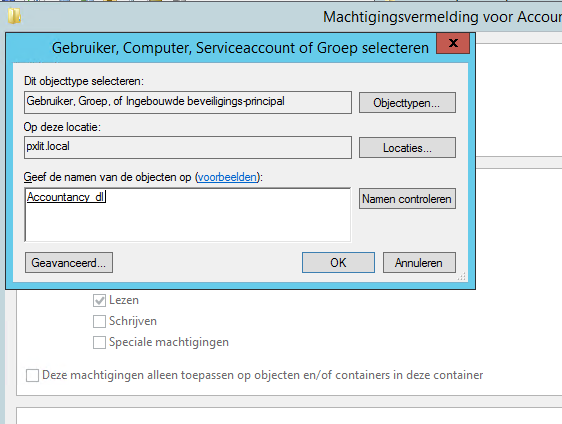 Machtigingsvermelding voor Accou
Gebruiker, Computer, Serviceaccount of Groep selecteren
x
Dit objecttype selecteren:
Gebruiker, Groep, of Ingebouwde beveiligings-principal
Objecttypen...
Op deze locatie:
pxlit.local
Locaties...
Geef de namen van de objecten op (voorbeelden):
Accountancy_dl
Namen controleren
Geavanceerd...
OK
Annuleren
Lezen
Schrijven
Speciale machtigingen
Deze machtigingen alleen toepassen op objecten en/of containers in deze container